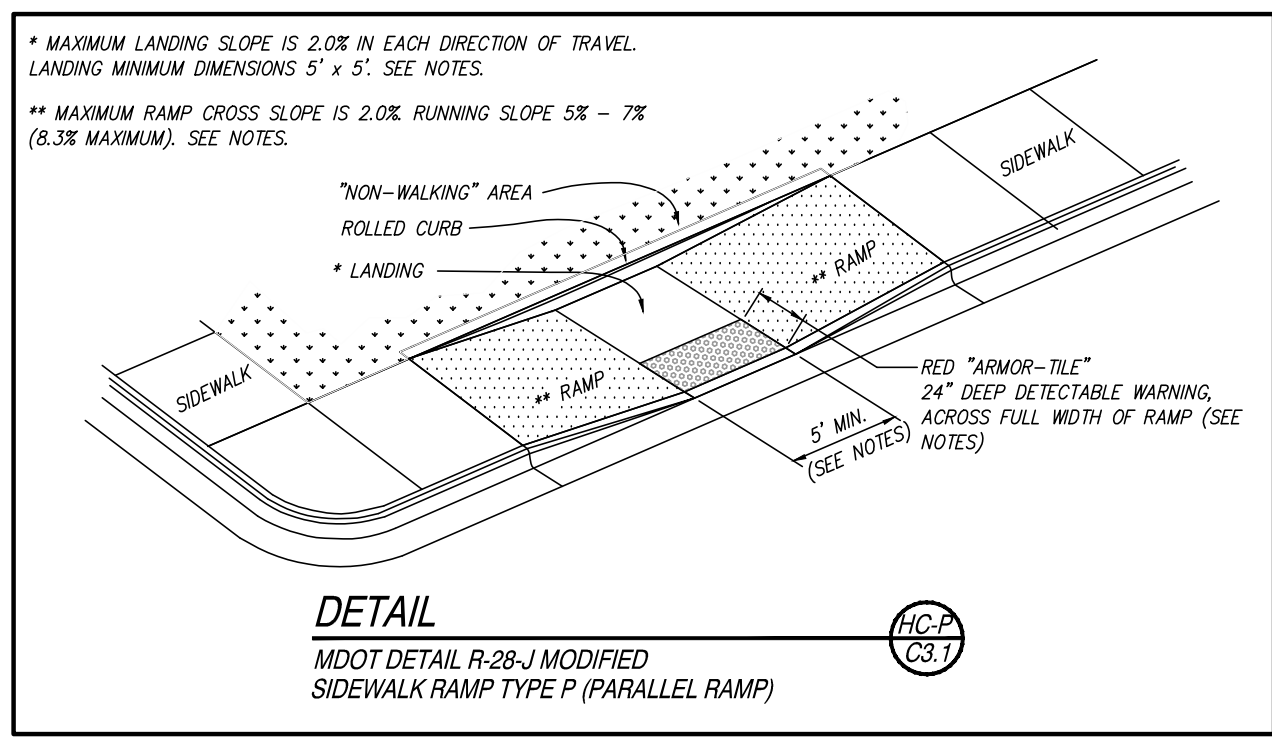 * MAXIMUM LANDING SLOPE IS 2.0% IN EACH DIRECTION OF TRAVEL.
LANDING MINIMUM DIMENSIONS 5' x 5'. SEE NOTES.
** MAXIMUM RAMP CROSS SLOPE IS 2.0%. RUNNING SLOPE 5% – 7%
(8.3% MAXIMUM). SEE NOTES.
"NON–WALKING" AREA
ROLLED CURB
* LANDING
SIDEWALK
** RAMP
SIDEWALK
** RAMP
RED "ARMOR–TILE"
24" DEEP DETECTABLE WARNING,
ACROSS FULL WIDTH OF RAMP (SEE
NOTES)
5' MIN.
(SEE NOTES)
DETAIL
HC-P
C3.1
MDOT DETAIL R-28-J MODIFIED
SIDEWALK RAMP TYPE P (PARALLEL RAMP)